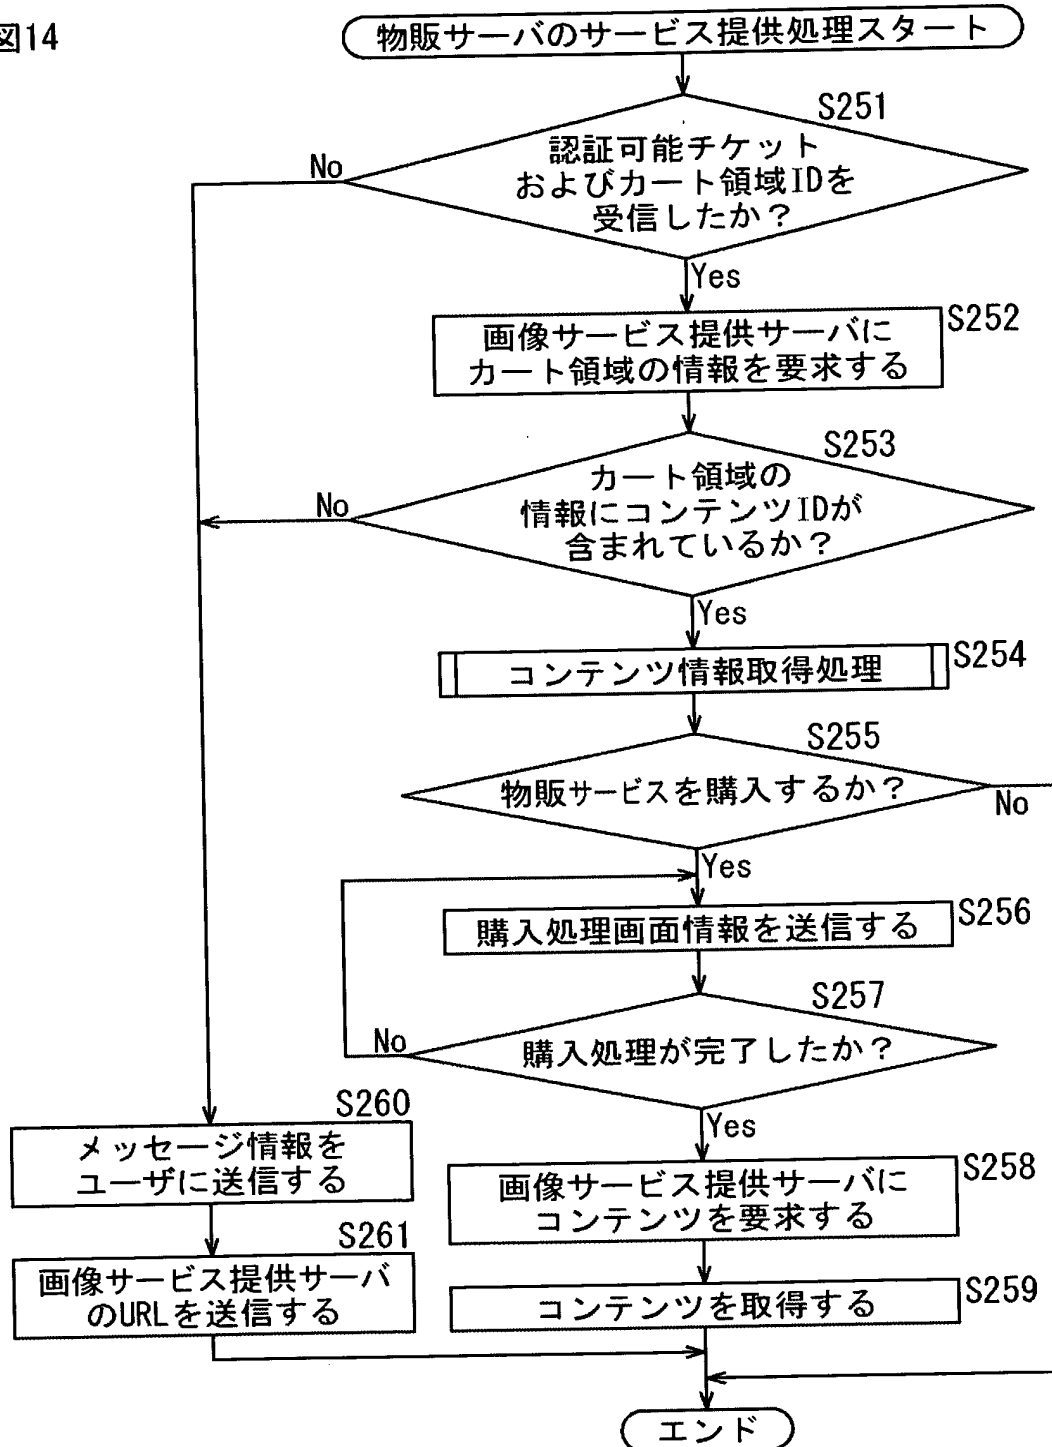 図14
物販サーバのサービス提供処理スタート
S251
認証可能チケット
およびカート領域IDを
受信したか？
No
Yes
S252
画像サービス提供サーバに
カート領域の情報を要求する
S253
カート領域の
情報にコンテンツIDが
含まれているか？
No
Yes
S254
コンテンツ情報取得処理
S255
物販サービスを購入するか？
No
Yes
S256
購入処理画面情報を送信する
S257
購入処理が完了したか？
No
Yes
S260
メッセージ情報を
ユーザに送信する
S258
画像サービス提供サーバに
コンテンツを要求する
S261
画像サービス提供サーバ
のURLを送信する
S259
コンテンツを取得する
エンド